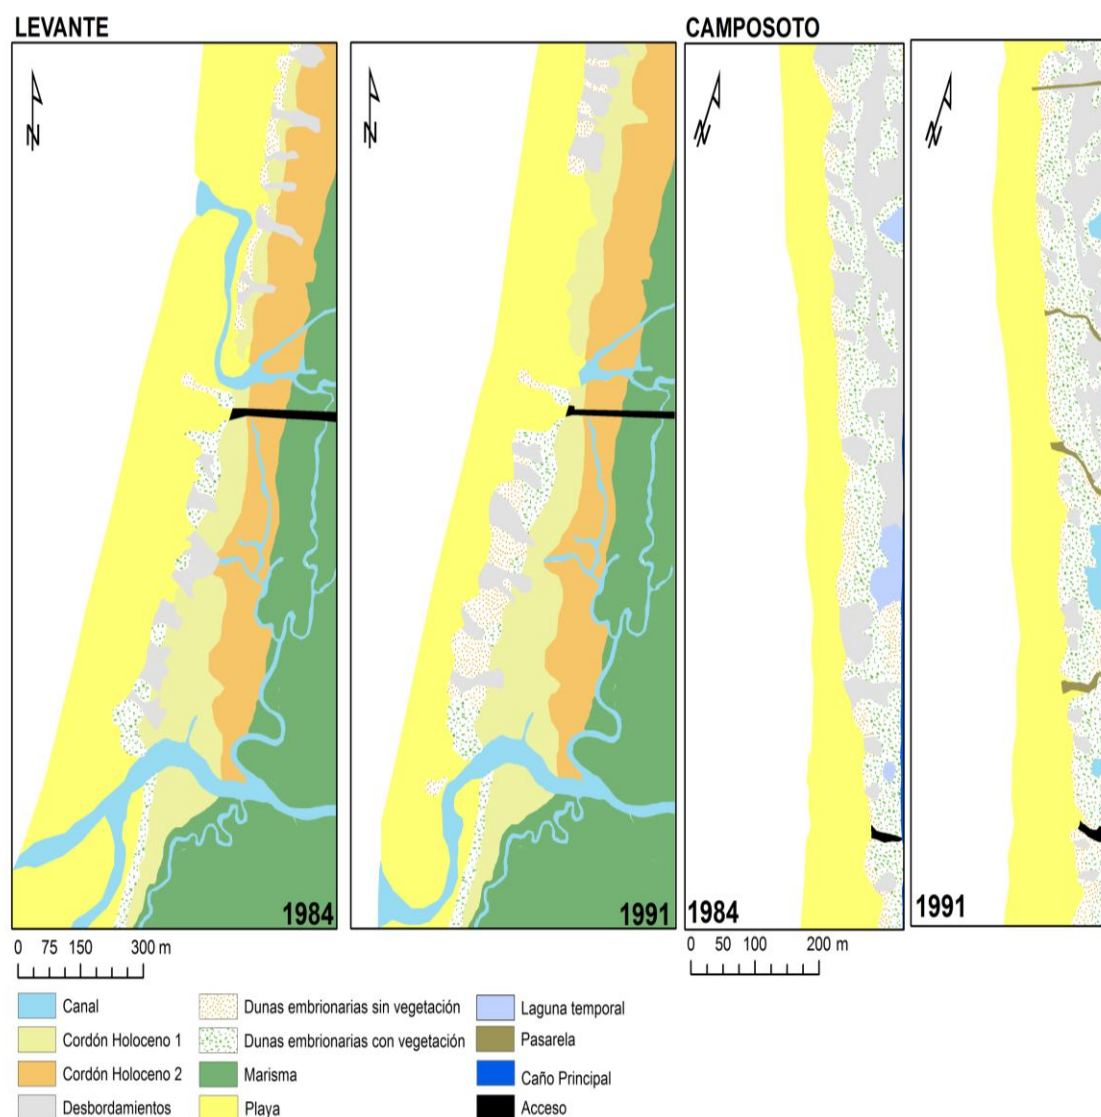 LEVANTE
CAMPOSOTO
N
N
N
N
1984
1991
1984
1991
0 75 150 300 m
0 50 100 200 m
Canal
Cordón Holoceno 1
Cordón Holoceno 2
Desbordamientos
Dunas embrionarias sin vegetación
Dunas embrionarias con vegetación
Marisma
Playa
Laguna temporal
Pasarela
Caño Principal
Acceso